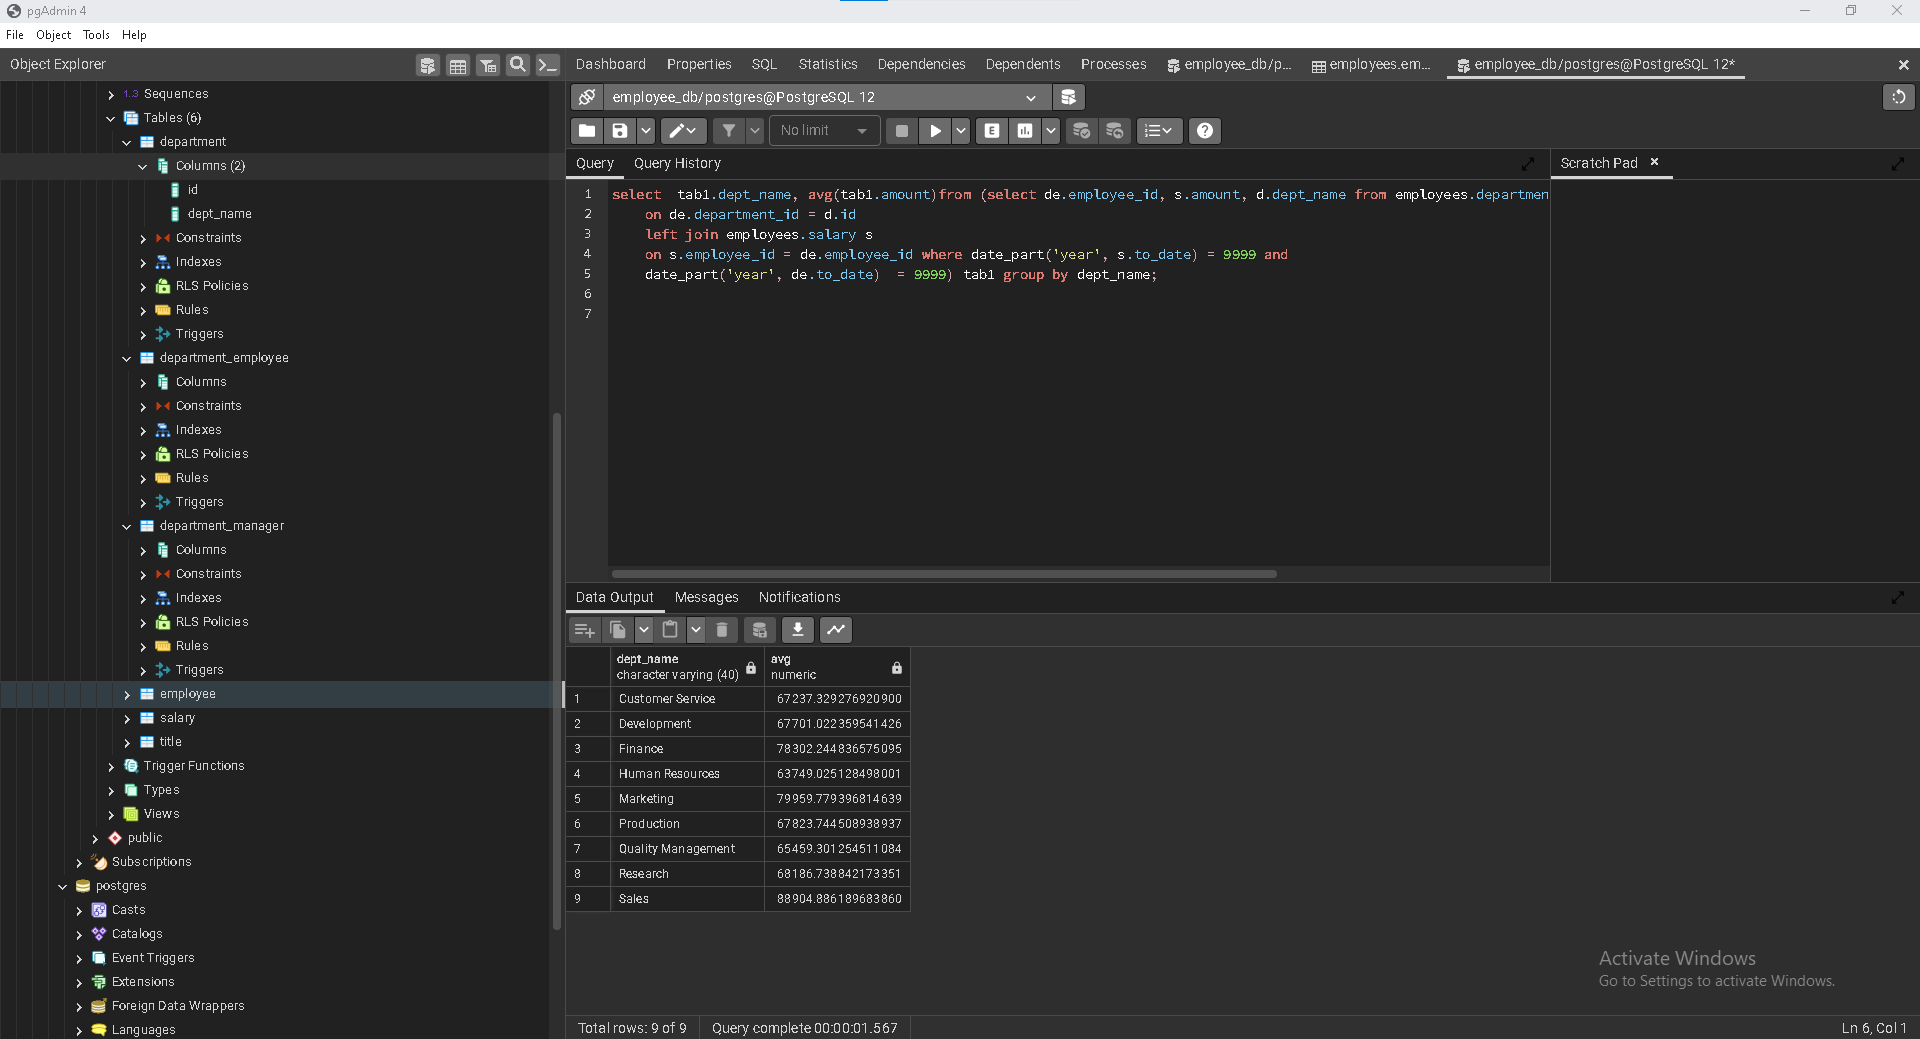 pgAdmin 4
File Object Tools Help
Object Explorer
Dashboard Properties SQL Statistics Dependencies Dependents Processes employee_db/p... employees.em... employee_db/postgres@PostgreSQL 12*
employee_db/postgres@PostgreSQL 12
No limit
Query Query History
Scratch Pad
1 select tab1.dept_name, avg(tab1.amount)from (select de.employee_id, s.amount, d.dept_name from employees.departmen
2 on de.department_id = d.id
3 left join employees.salary s
4 on s.employee_id = de.employee_id where date_part('year', s.to_date) = 9999 and
5 date_part('year', de.to_date) = 9999) tab1 group by dept_name;
6
7
1.3 Sequences
Tables (6)
department
Columns (2)
id
dept_name
Constraints
Indexes
RLS Policies
Rules
Triggers
department_employee
Columns
Constraints
Indexes
RLS Policies
Rules
Triggers
department_manager
Columns
Constraints
Indexes
RLS Policies
Rules
Triggers
employee
salary
title
Trigger Functions
Types
Views
public
Subscriptions
postgres
Casts
Catalogs
Event Triggers
Extensions
Foreign Data Wrappers
Languages
Data Output Messages Notifications
dept_name avg
character varying (40) numeric
1 Customer Service 67237.329276920900
2 Development 67701.022359541426
3 Finance 78302.244836575095
4 Human Resources 63749.025128498001
5 Marketing 79959.779396814639
6 Production 67823.744508938937
7 Quality Management 65459.301254511084
8 Research 68186.738842173351
9 Sales 88904.886189683860
Activate Windows
Go to Settings to activate Windows.
Total rows: 9 of 9 Query complete 00:00:01.567
Ln 6, Col 1